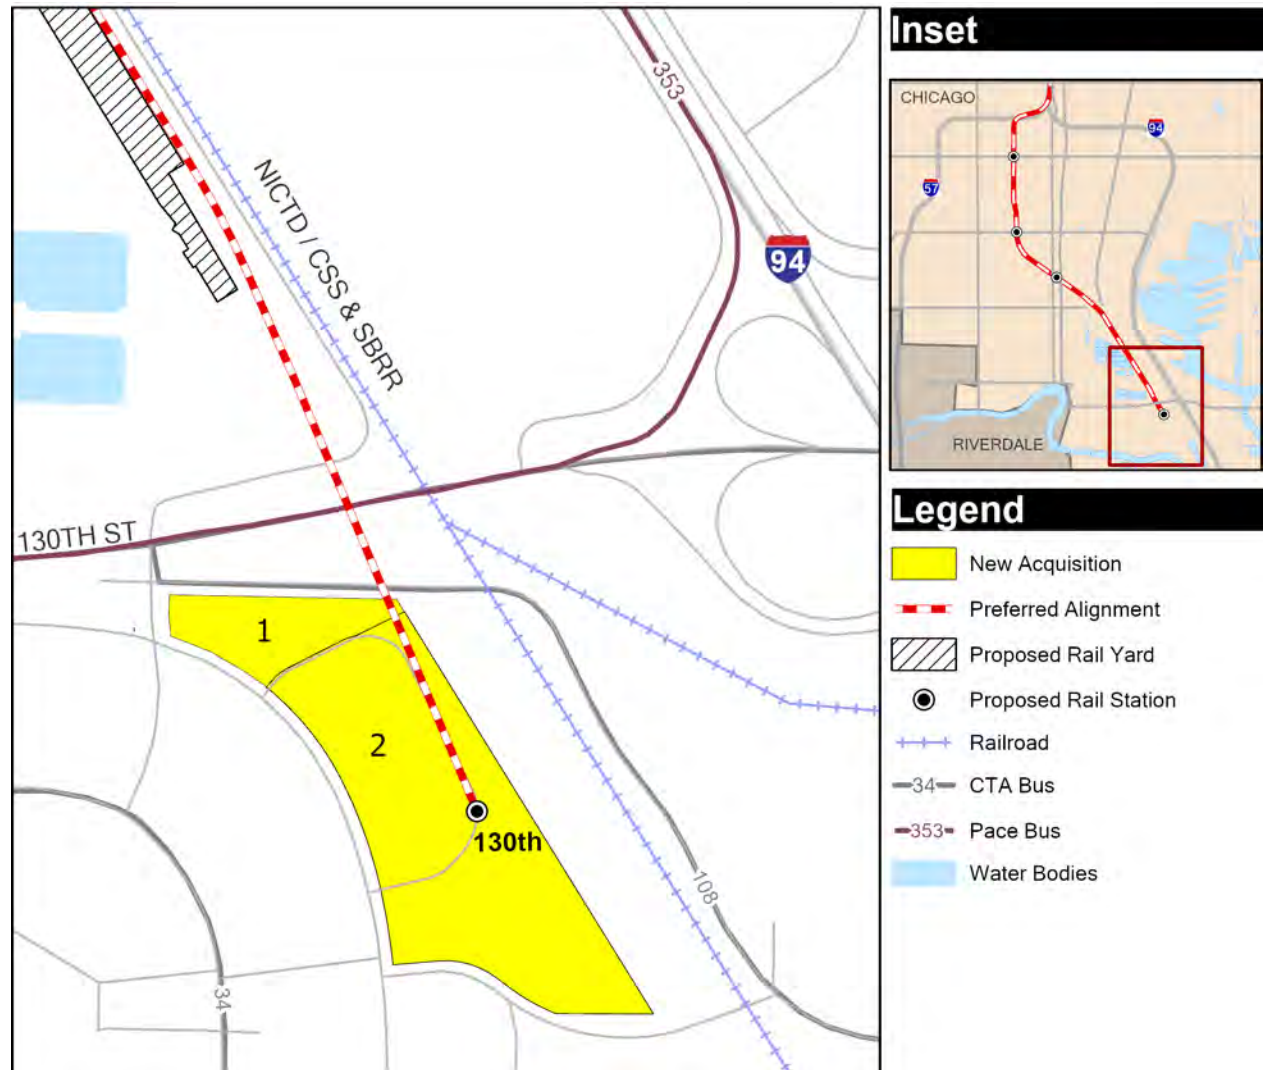 353
94
NICTD / CSS & SBRR
130TH ST
1
2
130th
108
34
Inset
CHICAGO
94
57
RIVERDALE
Legend
New Acquisition
Preferred Alignment
Proposed Rail Yard
Proposed Rail Station
Railroad
34 CTA Bus
353 Pace Bus
Water Bodies